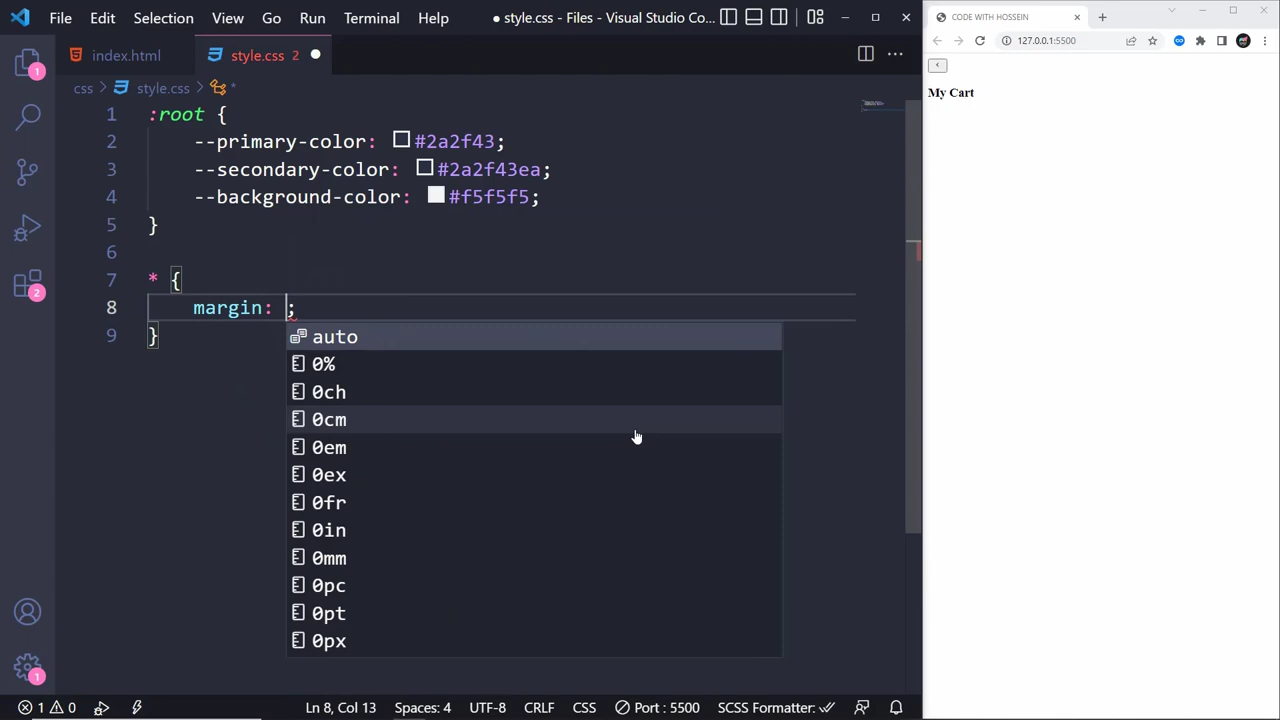 File Edit Selection View Go Run Terminal Help ● style.css - Files - Visual Studio Co...
index.html style.css 2
css > style.css >
1 :root {
2 --primary-color: #2a2f43;
3 --secondary-color: #2a2f43ea;
4 --background-color: #f5f5f5;
5 }
6
7 * {
8 margin: ;
9 }
auto
0%
0ch
0cm
0em
0ex
0fr
0in
0mm
0pc
0pt
0px
1
2
1
1 0 Ln 8, Col 13 Spaces: 4 UTF-8 CRLF CSS Port : 5500 SCSS Formatter:
CODE WITH HOSSEIN
127.0.0.1:5500
<
My Cart